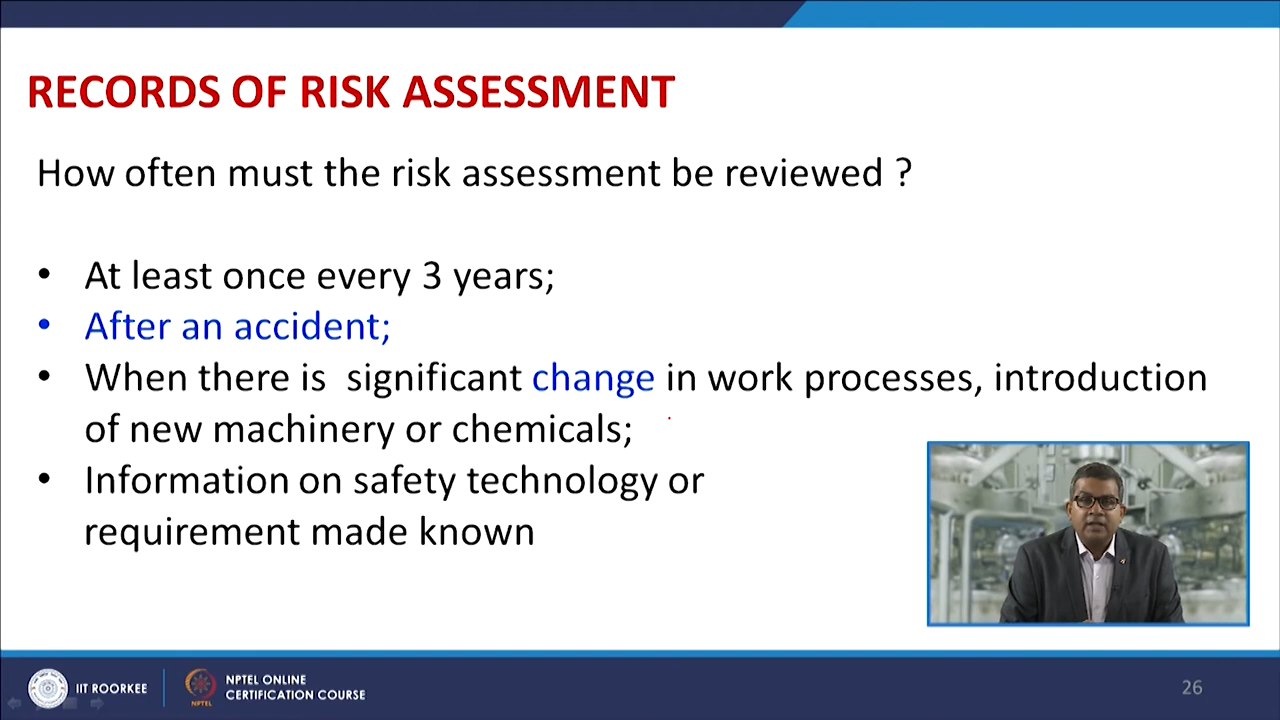 RECORDS OF RISK ASSESSMENT
How often must the risk assessment be reviewed ?
• At least once every 3 years;
• After an accident;
• When there is significant change in work processes, introduction
of new machinery or chemicals;
• Information on safety technology or
requirement made known
IIT ROORKEE
NPTEL
NPTEL ONLINE
CERTIFICATION COURSE
26